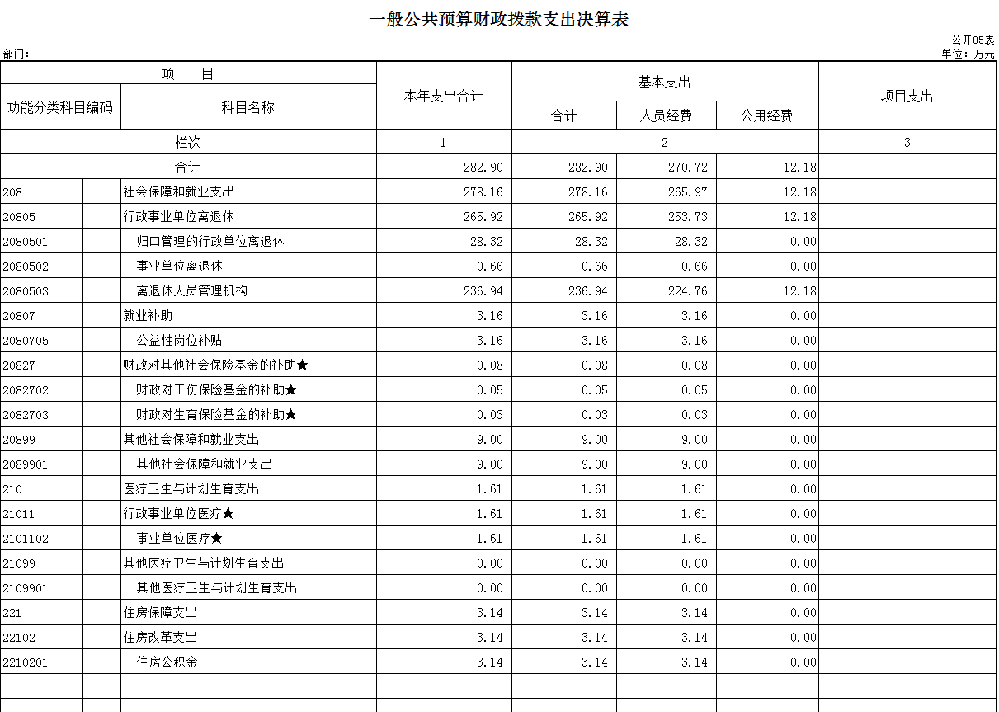 一般公共预算财政拨款支出决算表
公开05表
部门： 单位：万元
项 目 本年支出合计 基本支出 项目支出
功能分类科目编码 科目名称 合计 人员经费 公用经费
栏次 1 2 3
合计 282.90 282.90 270.72 12.18
208 社会保障和就业支出 278.16 278.16 265.97 12.18
20805 行政事业单位离退休 265.92 265.92 253.73 12.18
2080501 归口管理的行政单位离退休 28.32 28.32 28.32 0.00
2080502 事业单位离退休 0.66 0.66 0.66 0.00
2080503 离退休人员管理机构 236.94 236.94 224.76 12.18
20807 就业补助 3.16 3.16 3.16 0.00
2080705 公益性岗位补贴 3.16 3.16 3.16 0.00
20827 财政对其他社会保险基金的补助★ 0.08 0.08 0.08 0.00
2082702 财政对工伤保险基金的补助★ 0.05 0.05 0.05 0.00
2082703 财政对生育保险基金的补助★ 0.03 0.03 0.03 0.00
20899 其他社会保障和就业支出 9.00 9.00 9.00 0.00
2089901 其他社会保障和就业支出 9.00 9.00 9.00 0.00
210 医疗卫生与计划生育支出 1.61 1.61 1.61 0.00
21011 行政事业单位医疗★ 1.61 1.61 1.61 0.00
2101102 事业单位医疗★ 1.61 1.61 1.61 0.00
21099 其他医疗卫生与计划生育支出 0.00 0.00 0.00 0.00
2109901 其他医疗卫生与计划生育支出 0.00 0.00 0.00 0.00
221 住房保障支出 3.14 3.14 3.14 0.00
22102 住房改革支出 3.14 3.14 3.14 0.00
2210201 住房公积金 3.14 3.14 3.14 0.00